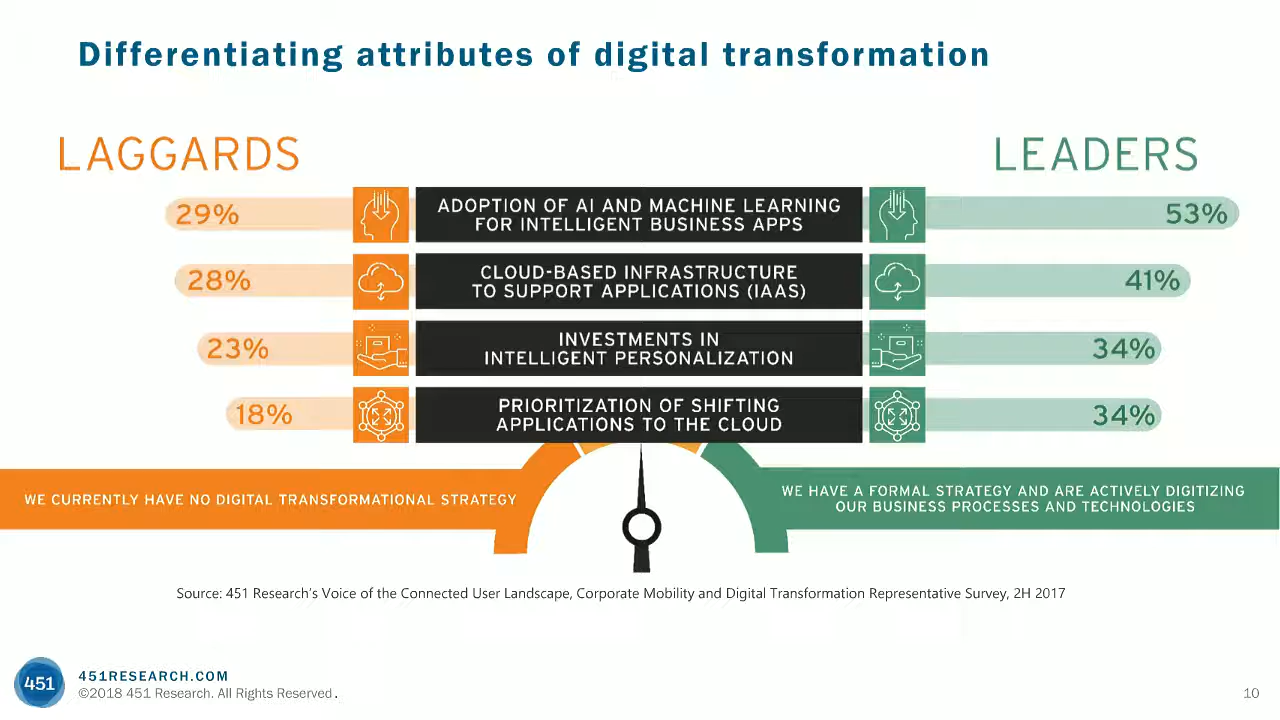 Differentiating attributes of digital transformation
LAGGARDS
LEADERS
29%
ADOPTION OF AI AND MACHINE LEARNING
FOR INTELLIGENT BUSINESS APPS
53%
28%
CLOUD-BASED INFRASTRUCTURE
TO SUPPORT APPLICATIONS (IAAS)
41%
23%
INVESTMENTS IN
INTELLIGENT PERSONALIZATION
34%
18%
PRIORITIZATION OF SHIFTING
APPLICATIONS TO THE CLOUD
34%
WE CURRENTLY HAVE NO DIGITAL TRANSFORMATIONAL STRATEGY
WE HAVE A FORMAL STRATEGY AND ARE ACTIVELY DIGITIZING
OUR BUSINESS PROCESSES AND TECHNOLOGIES
Source: 451 Research's Voice of the Connected User Landscape, Corporate Mobility and Digital Transformation Representative Survey, 2H 2017
451
451RESEARCH.COM
©2018 451 Research. All Rights Reserved.
10